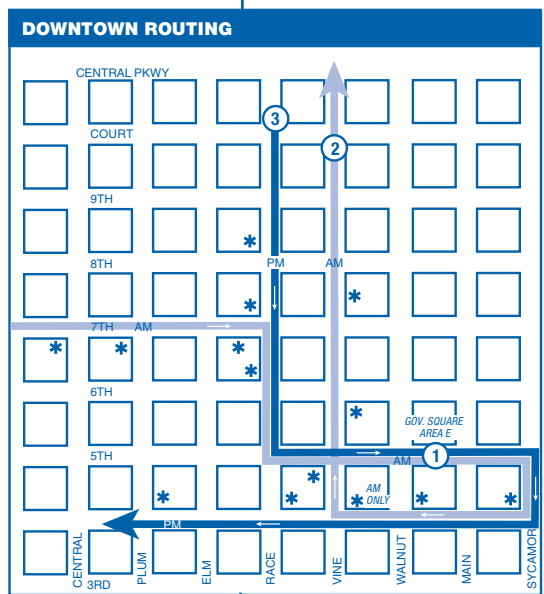 DOWNTOWN ROUTING
CENTRAL PKWY
3
COURT
2
9TH
*
8TH
PM
AM
*
*
7TH AM
*
*
*
*
6TH
*
GOV. SQUARE
AREA E
5TH
1
AM
*
*
*
AM
ONLY
*
*
*
PM
CENTRAL
3RD
PLUM
ELM
RACE
VINE
WALNUT
MAIN
SYCAMOR